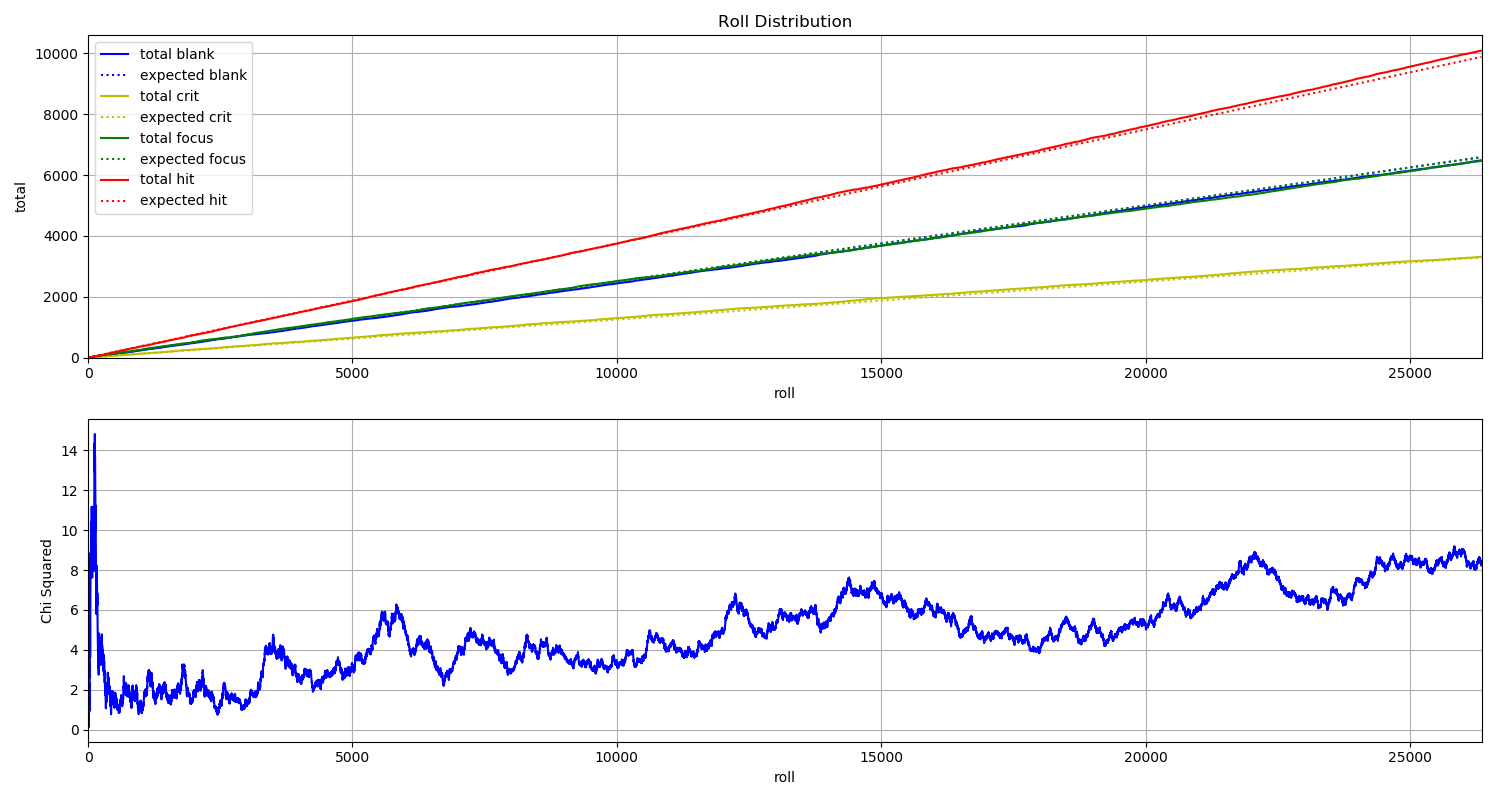 Roll Distribution
total
10000
8000
6000
4000
2000
0
total blank
expected blank
total crit
expected crit
total focus
expected focus
total hit
expected hit
0 5000 10000 15000 20000 25000
roll
Chi Squared
14
12
10
8
6
4
2
0
0 5000 10000 15000 20000 25000
roll